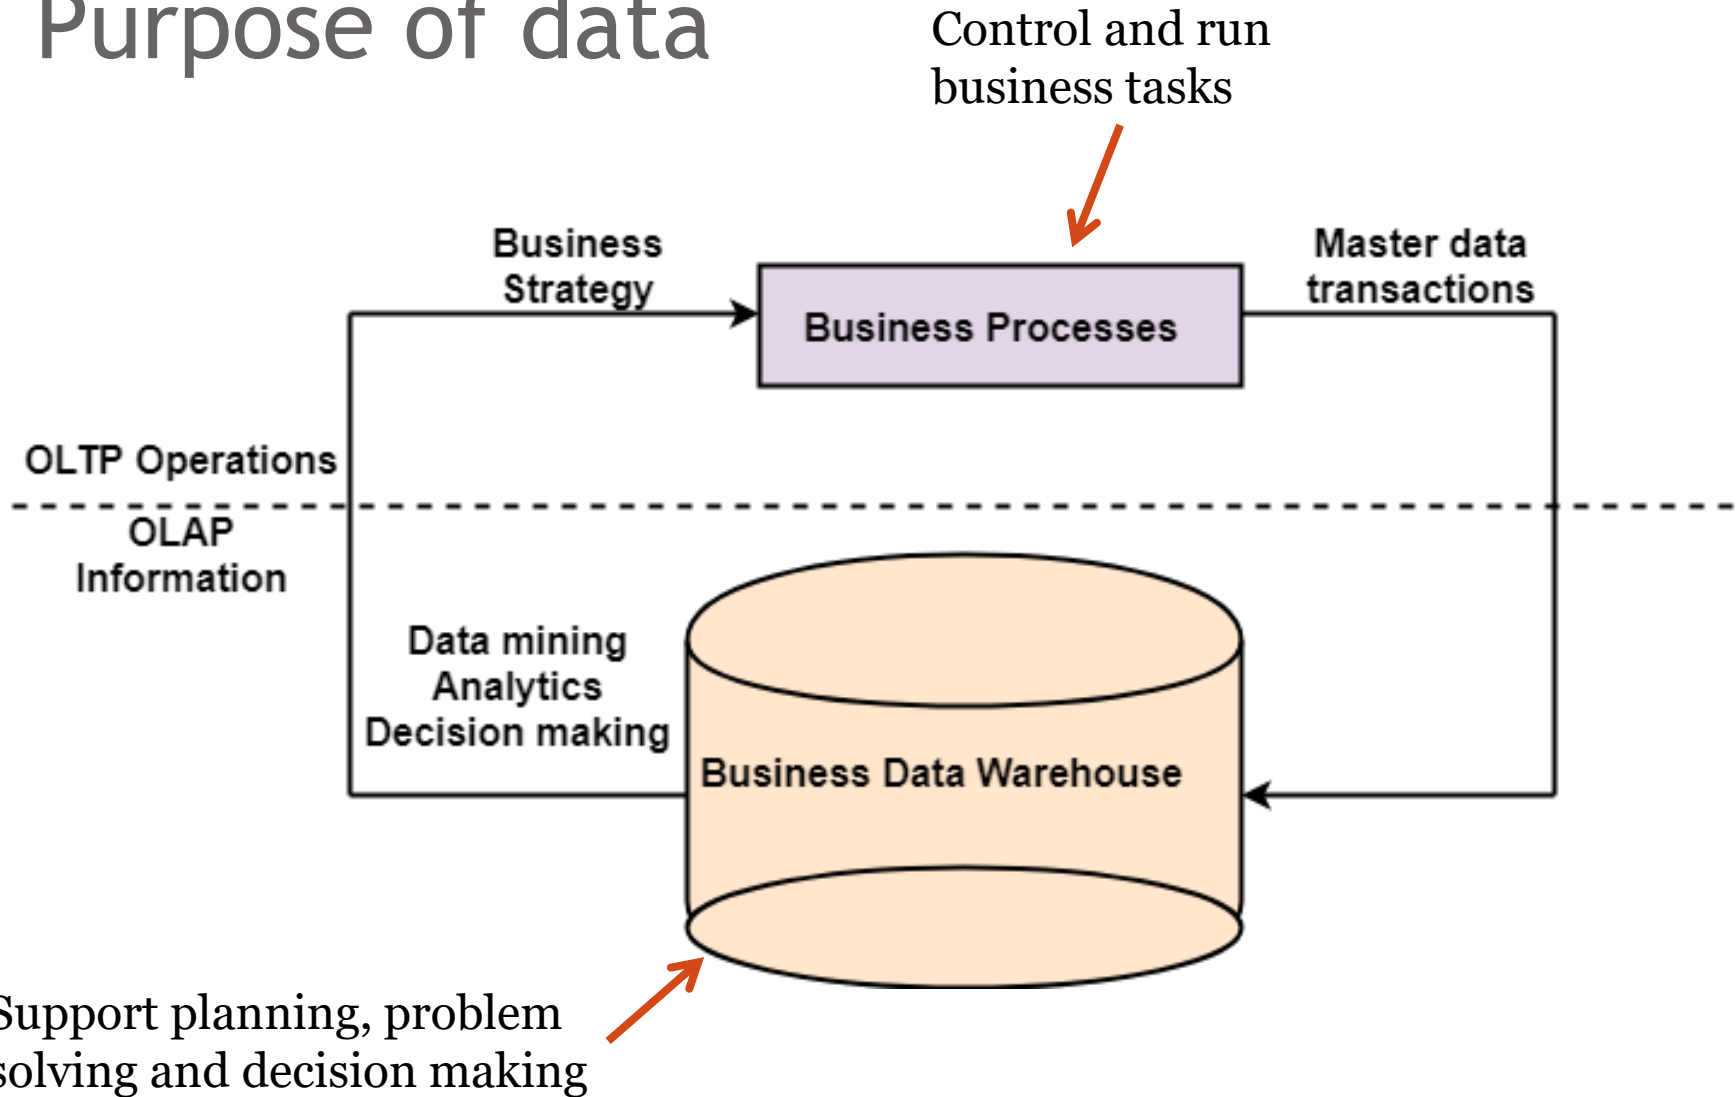 Purpose of data
Control and run
business tasks
Business
Strategy
Business Processes
Master data
transactions
OLTP Operations
OLAP
Information
Data mining
Analytics
Decision making
Business Data Warehouse
Support planning, problem
solving and decision making